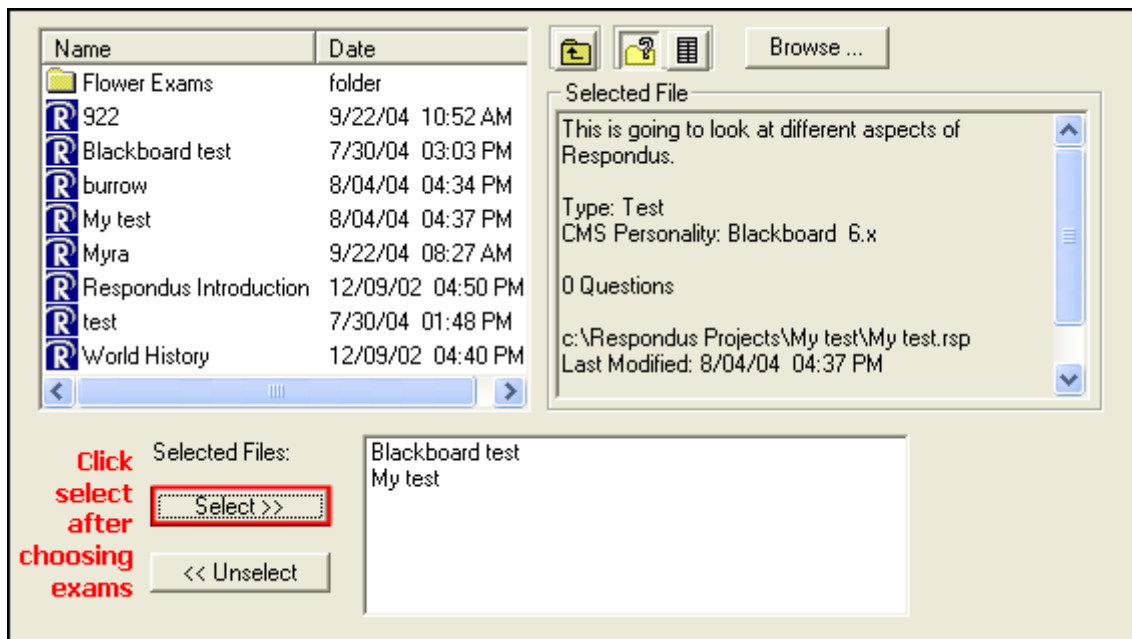 Name Date
Flower Exams folder
R 922 9/22/04 10:52 AM
R Blackboard test 7/30/04 03:03 PM
R burrow 8/04/04 04:34 PM
R My test 8/04/04 04:37 PM
R Myra 9/22/04 08:27 AM
R Respondus Introduction 12/09/02 04:50 PM
R test 7/30/04 01:48 PM
R World History 12/09/02 04:40 PM
Browse ...
Selected File
This is going to look at different aspects of
Respondus.
Type: Test
CMS Personality: Blackboard 6.x
0 Questions
c:\Respondus Projects\My test\My test.rsp
Last Modified: 8/04/04 04:37 PM
Click
select
after
choosing
exams
Selected Files:
Select >>
<< Unselect
Blackboard test
My test